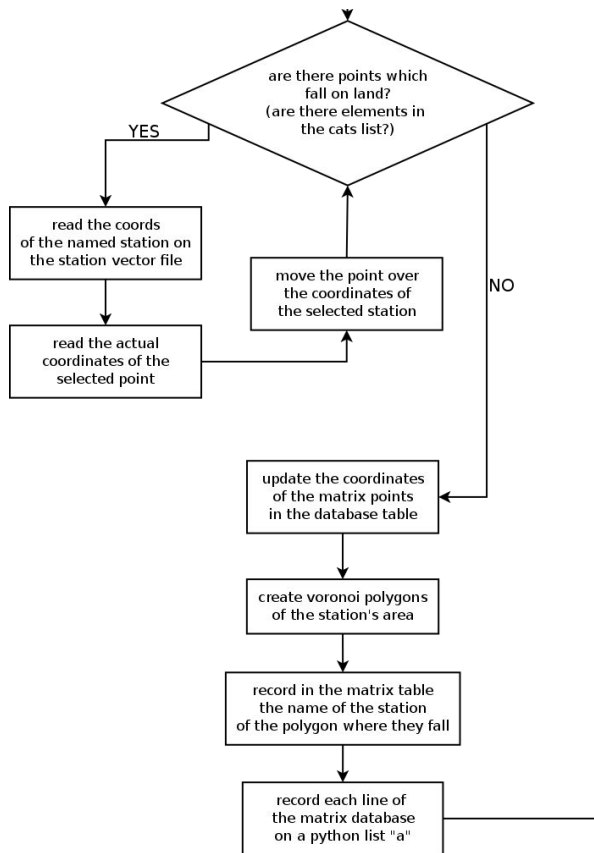 are there points which
fall on land?
(are there elements in
the cats list?)
YES
read the coords
of the named station on
the station vector file
move the point over
the coordinates of
the selected station
NO
read the actual
coordinates of the
selected point
update the coordinates
of the matrix points
in the database table
create voronoi polygons
of the station's area
record in the matrix table
the name of the station
of the polygon where they fall
record each line of
the matrix database
on a python list "a"